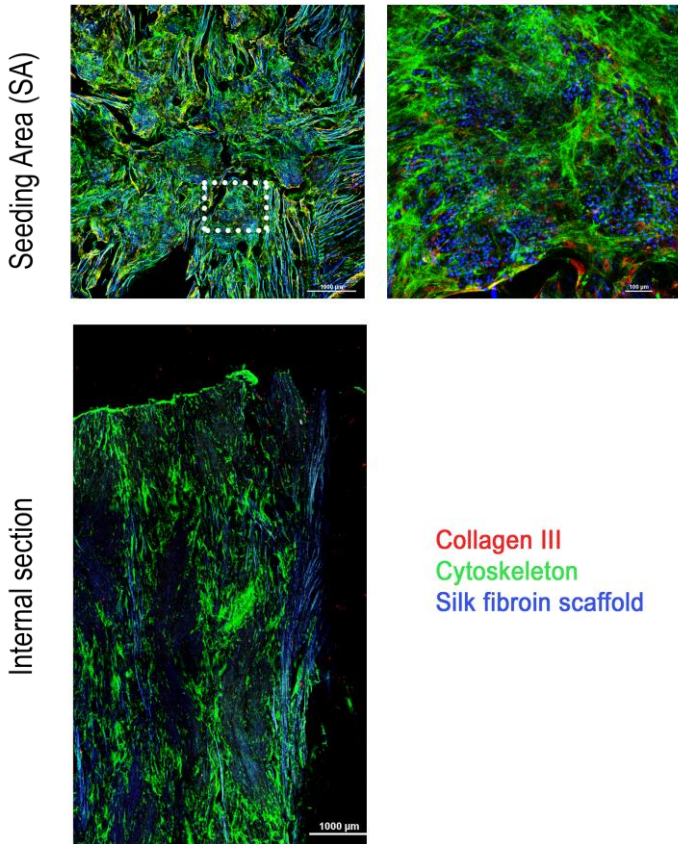 Seeding Area (SA)
1000 µm
100 µm
Internal section
1000 µm
Collagen III
Cytoskeleton
Silk fibroin scaffold